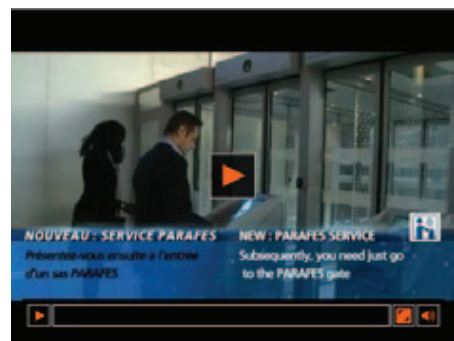 NOUVEAU : SERVICE PARAFES
Présentez-vous ensuite à l'entrée
d'un sas PARAFES
NEW : PARAFES SERVICE
Subsequently, you need just go
to the PARAFES gate